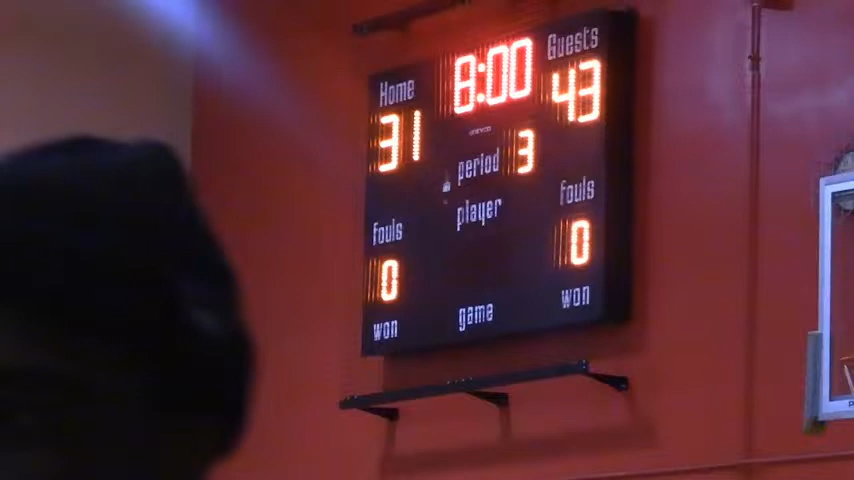 Home 8:00 Guests
31 43
period 3
player
Fouls Fouls
0 0
won game won